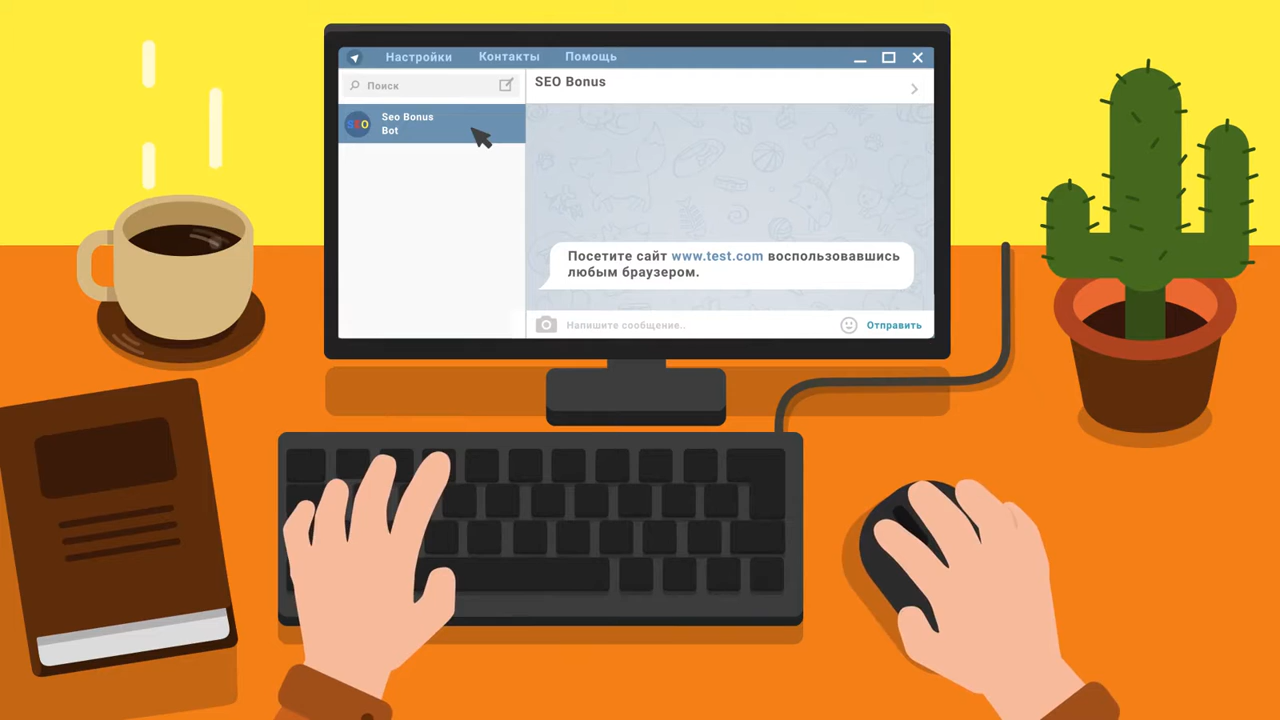 Настройки Контакты Помощь
Поиск
SEO Bonus
SEO
Seo Bonus
Bot
Посетите сайт www.test.com воспользовавшись
любым браузером.
Напишите сообщение..
Отправить